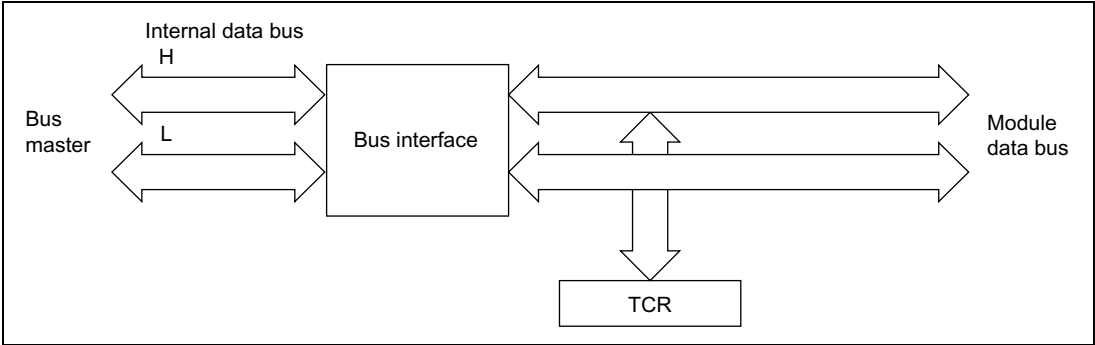 Internal data bus
H
Bus
master
L
Bus interface
Module
data bus
TCR